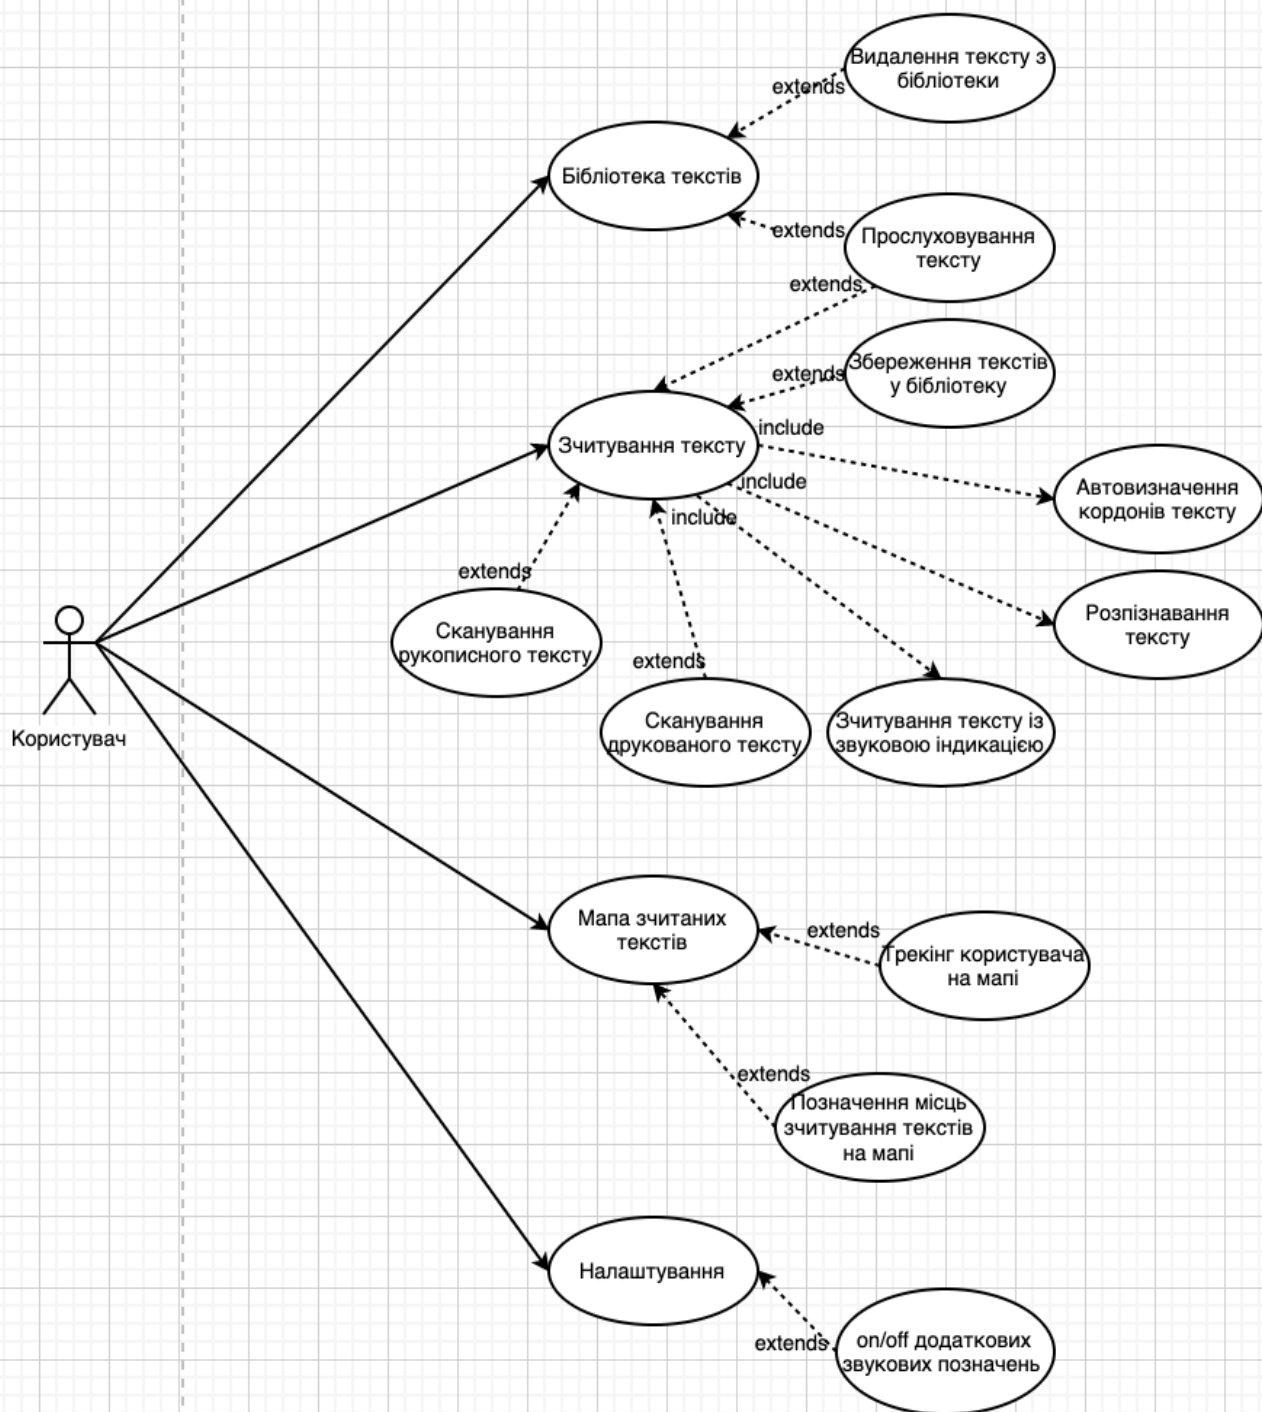 Видалення тексту з
бібліотеки
extends
Бібліотека текстів
extends
Прослуховування
тексту
extends
Збереження текстів
у бібліотеку
extends
include
Зчитування тексту
include
Автовизначення
кордонів тексту
include
extends
Розпізнавання
тексту
Сканування
рукописного тексту
extends
Сканування
друкованого тексту
Зчитування тексту із
звуковою індикацією
Користувач
Мапа зчитаних
текстів
extends
Трекінг користувача
на мапі
extends
Позначення місць
зчитування текстів
на мапі
Налаштування
extends
on/off додаткових
звукових позначень